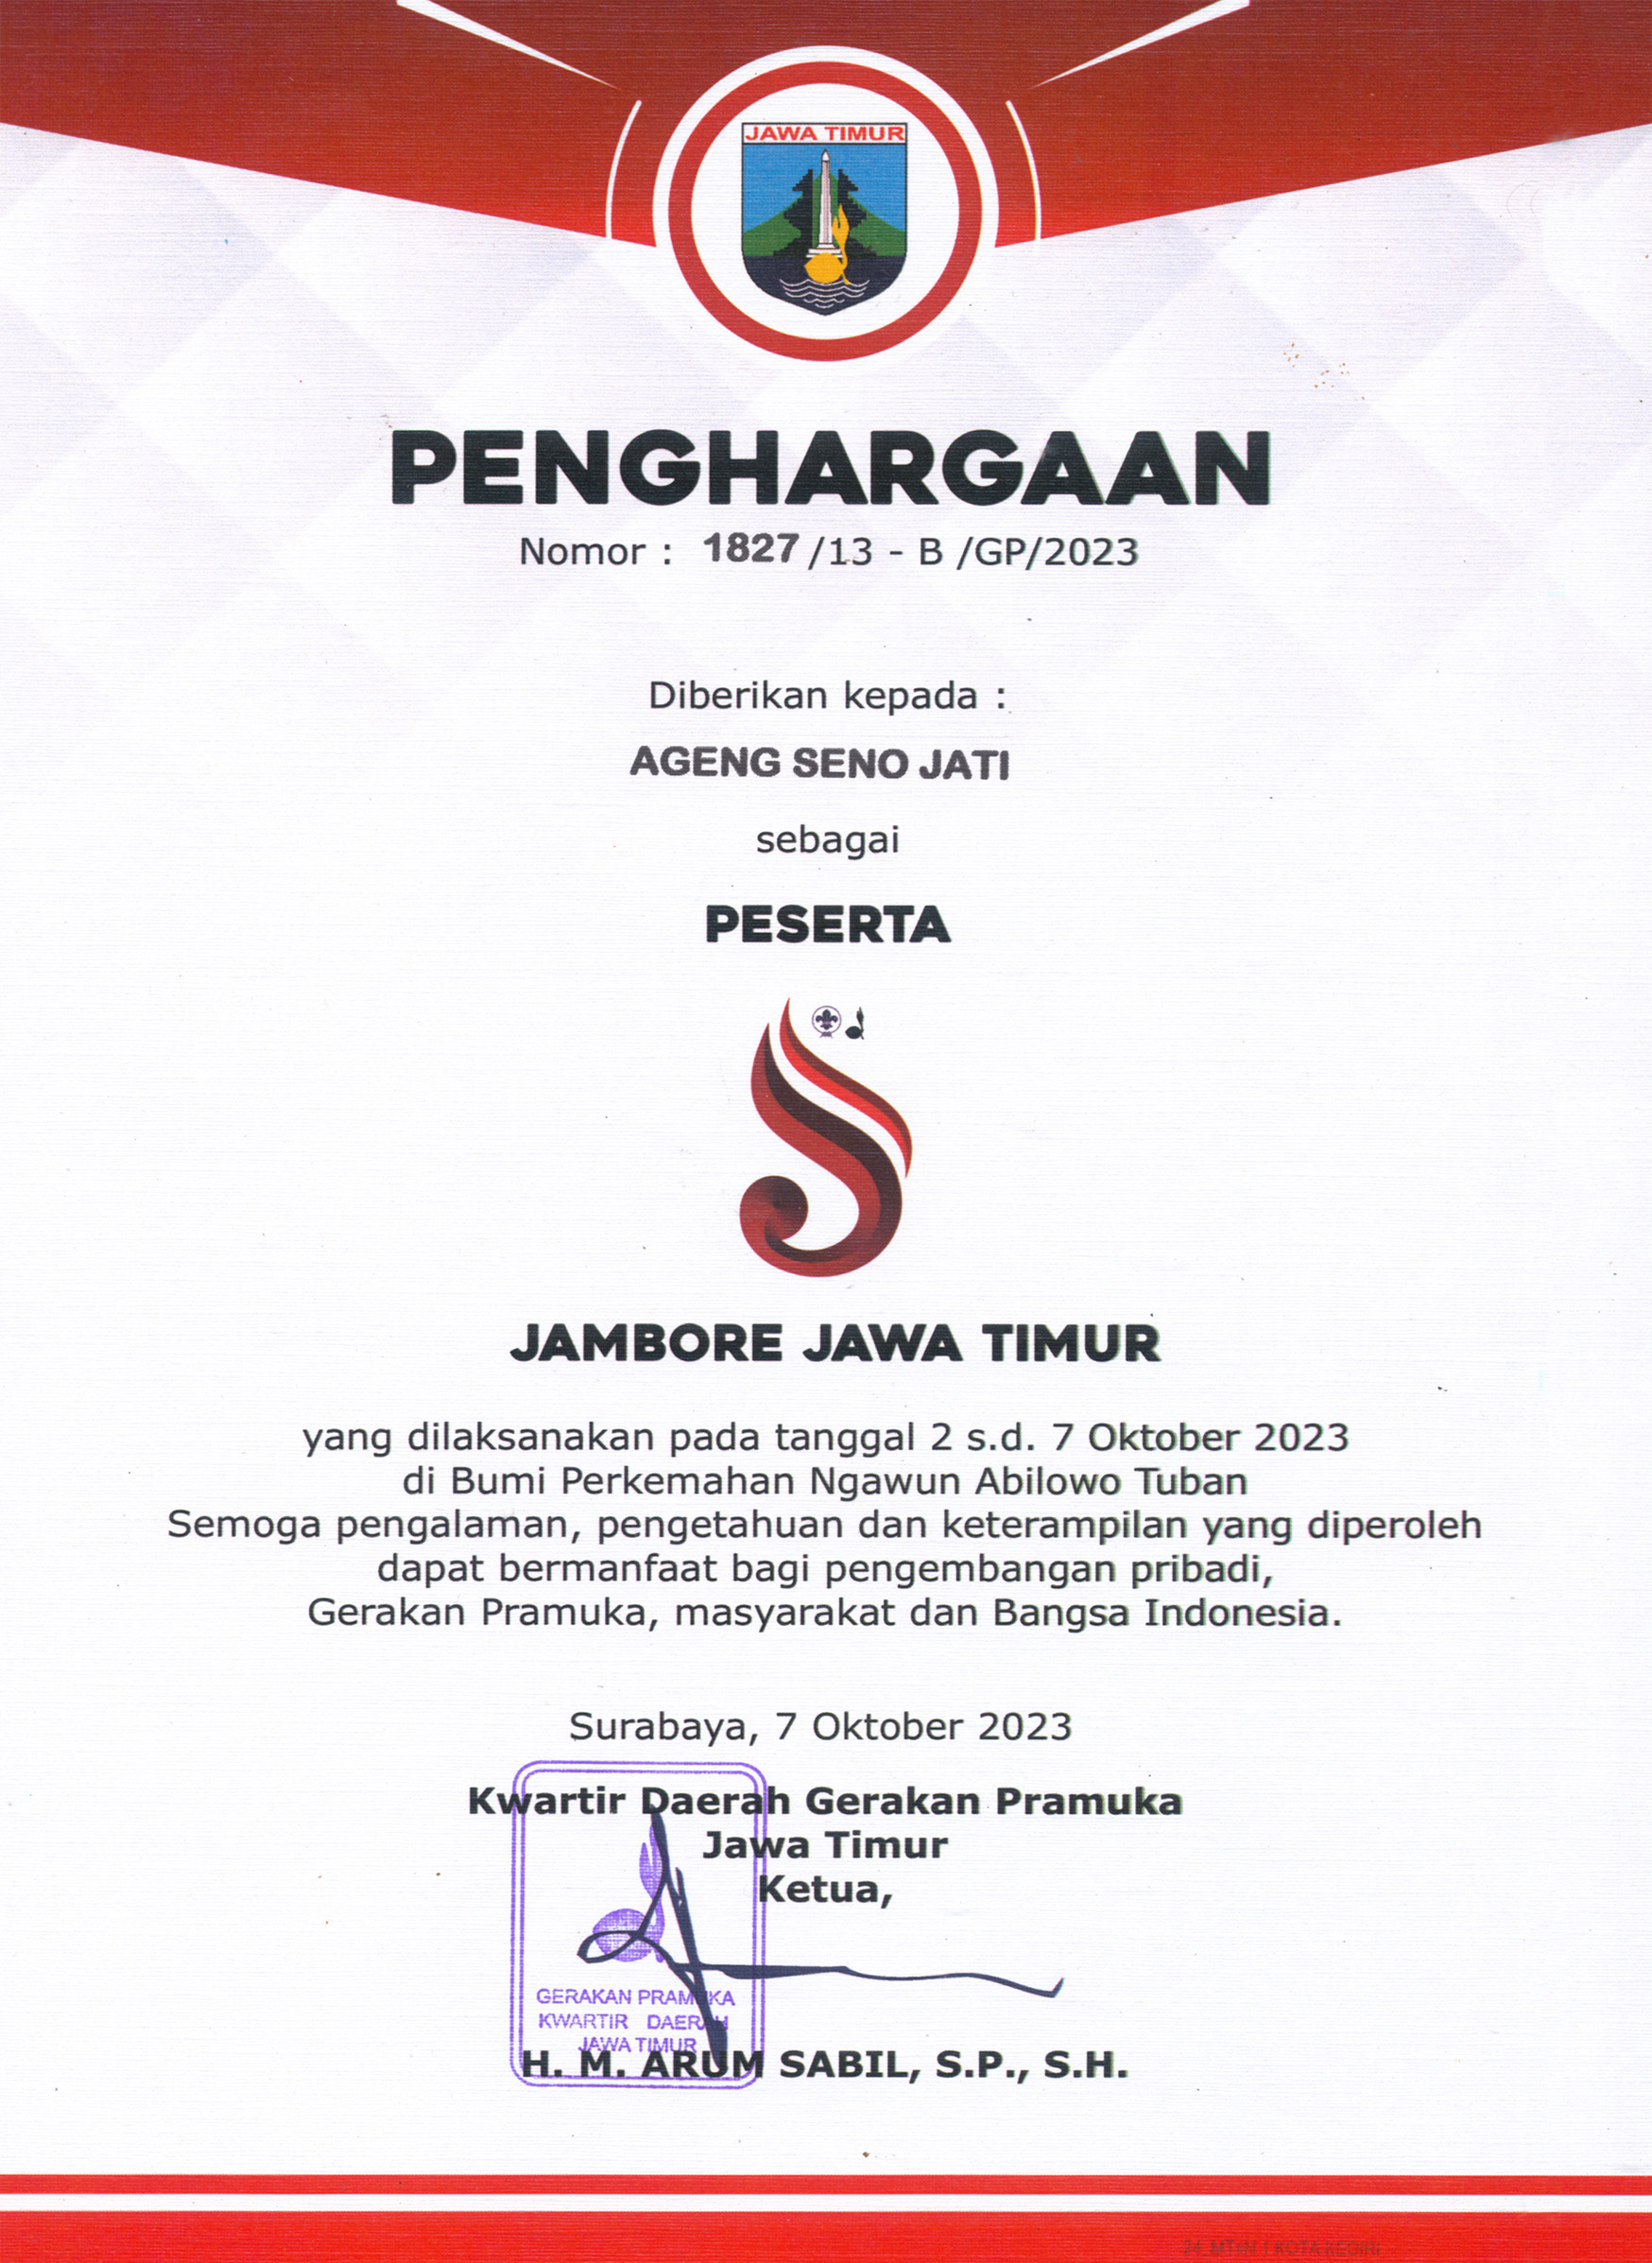 JAWA TIMUR
PENGHARGAAN
Nomor : 1827 /13 - B /GP/2023
Diberikan kepada :
AGENG SENO JATI
sebagai
PESERTA
JAMBORE JAWA TIMUR
yang dilaksanakan pada tanggal 2 s.d. 7 Oktober 2023
di Bumi Perkemahan Ngawun Abilowo Tuban
Semoga pengalaman, pengetahuan dan keterampilan yang diperoleh
dapat bermanfaat bagi pengembangan pribadi,
Gerakan Pramuka, masyarakat dan Bangsa Indonesia.
Surabaya, 7 Oktober 2023
Kwartir Daerah Gerakan Pramuka
Jawa Timur
Ketua,
GERAKAN PRAMUKA
KWARTIR DAERAH
JAWA TIMUR
H. M. ARUM SABIL, S.P., S.H.
24_MTsN 1 KOTA KEDIRI